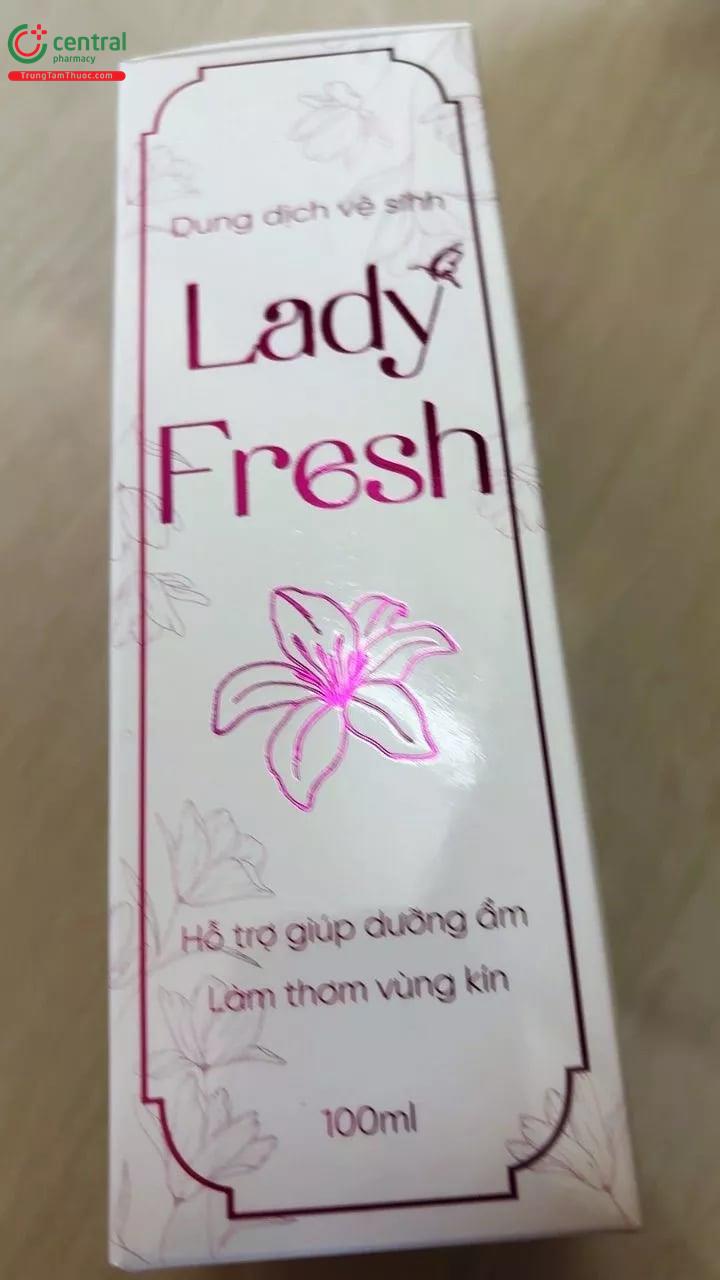 central
pharmacy
TrungTamThuoc.com
Dung dịch vệ sinh
Lady
Fresh
Hỗ trợ giúp dưỡng ẩm
Làm thơm vùng kín
100ml